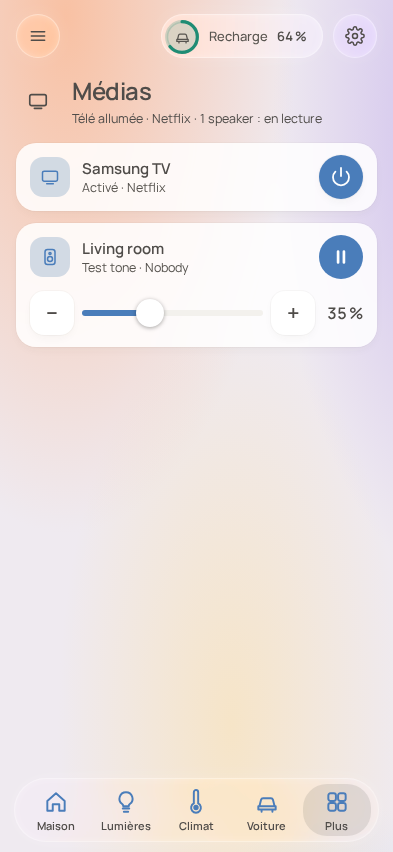 Recharge 64 %
Médias
Télé allumée · Netflix · 1 speaker : en lecture
Samsung TV
Activé · Netflix
Living room
Test tone · Nobody
− + 35 %
Maison Lumières Climat Voiture Plus